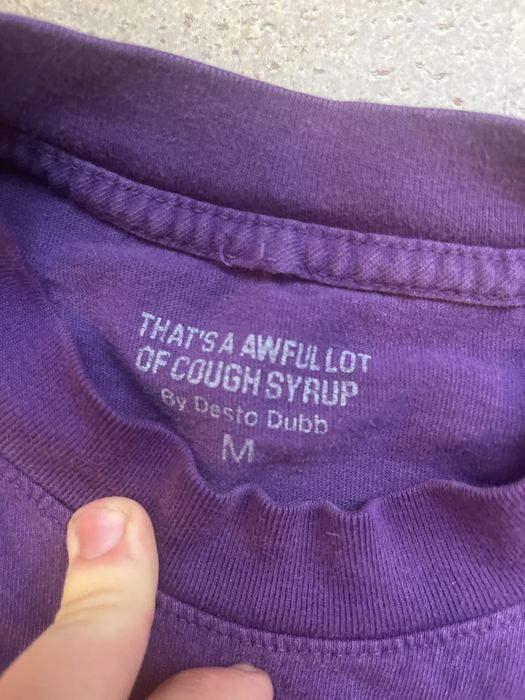 THAT'S A AWFUL LOT
OF COUGH SYRUP
By Desto Dubb
M